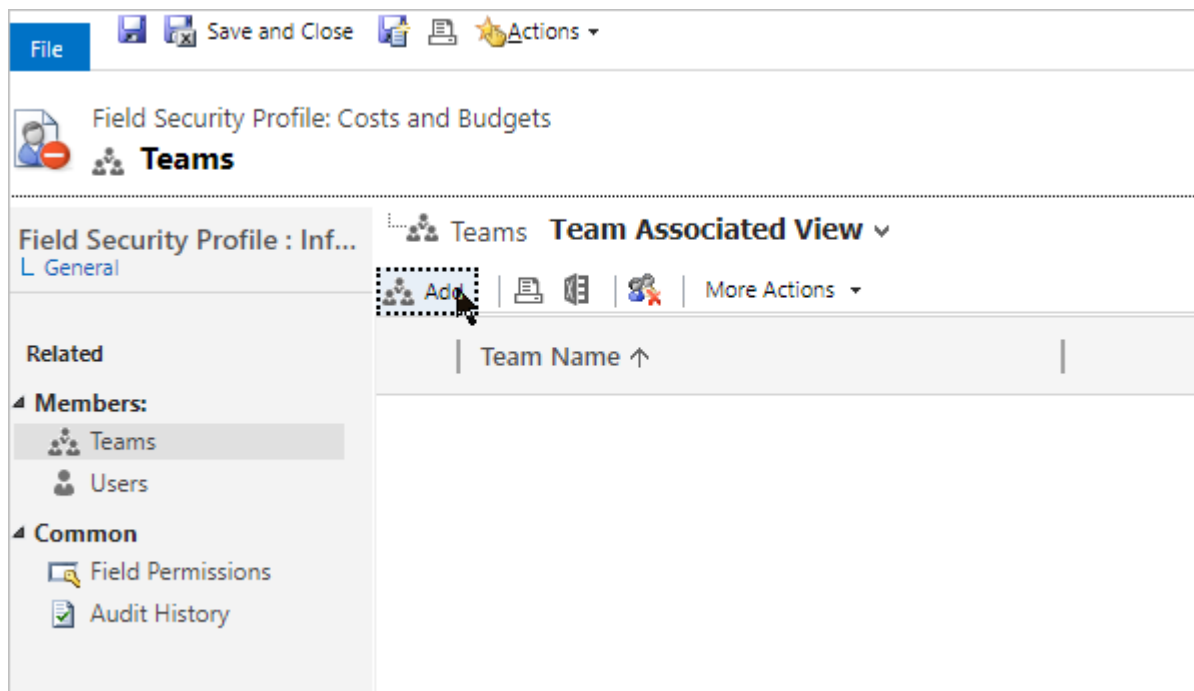 File Save and Close Actions
Field Security Profile: Costs and Budgets
Teams
Field Security Profile : Inf...
General
Related
Members:
Teams
Users
Common
Field Permissions
Audit History
Teams Team Associated View
Add More Actions
Team Name